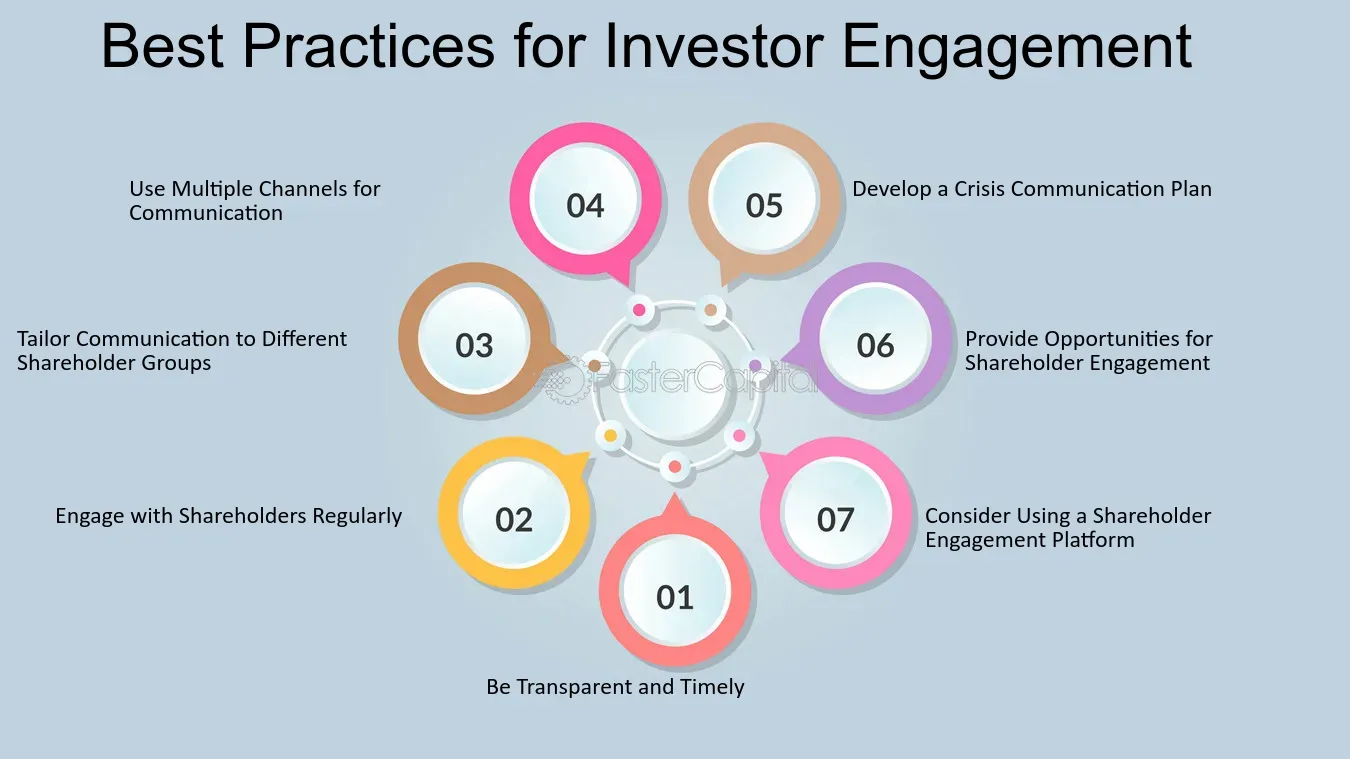 Best Practices for Investor Engagement
04
Use Multiple Channels for
Communication
05
Develop a Crisis Communication Plan
03
Tailor Communication to Different
Shareholder Groups
06
Provide Opportunities for
Shareholder Engagement
FasterCapital
02
Engage with Shareholders Regularly
07
Consider Using a Shareholder
Engagement Platform
01
Be Transparent and Timely